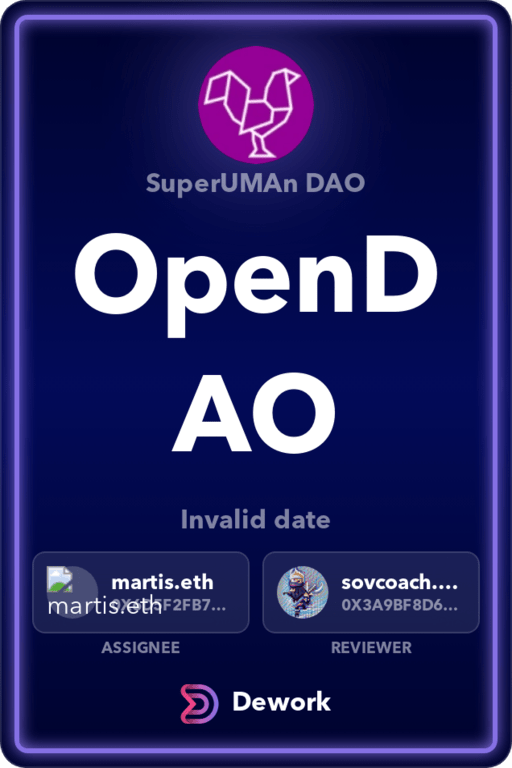 SuperUMAn DAO
OpenD
AO
Invalid date
martis.eth
martis.eth
sovcoach....
0X3A9BF8D6...
ASSIGNEE
REVIEWER
Dework